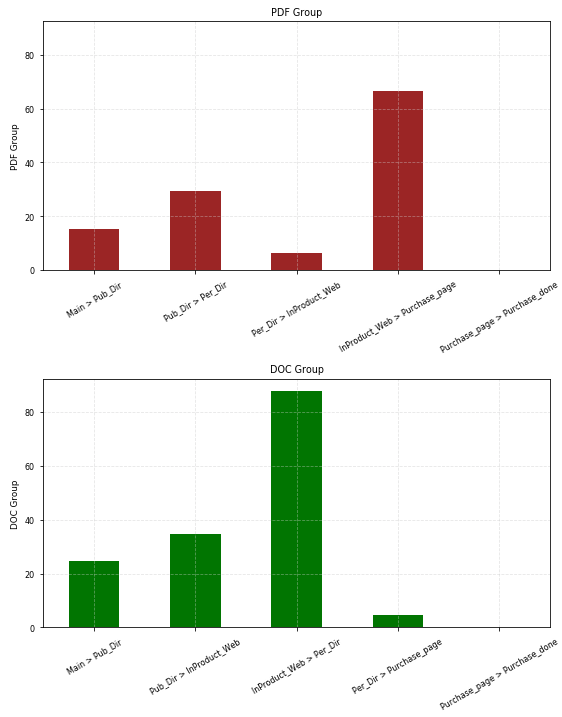 PDF Group
PDF Group
80
60
40
20
0
Main > Pub_Dir
Pub_Dir > Per_Dir
Per_Dir > InProduct_Web
InProduct_Web > Purchase_page
Purchase_page > Purchase_done
DOC Group
DOC Group
80
60
40
20
0
Main > Pub_Dir
Pub_Dir > InProduct_Web
InProduct_Web > Per_Dir
Per_Dir > Purchase_page
Purchase_page > Purchase_done